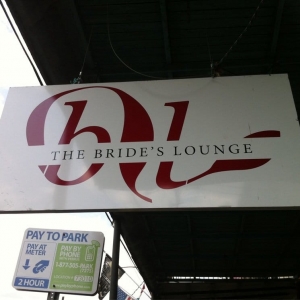 bl
THE BRIDE'S LOUNGE
PAY TO PARK
PAY AT
METER
PAY BY
PHONE
2 HOUR